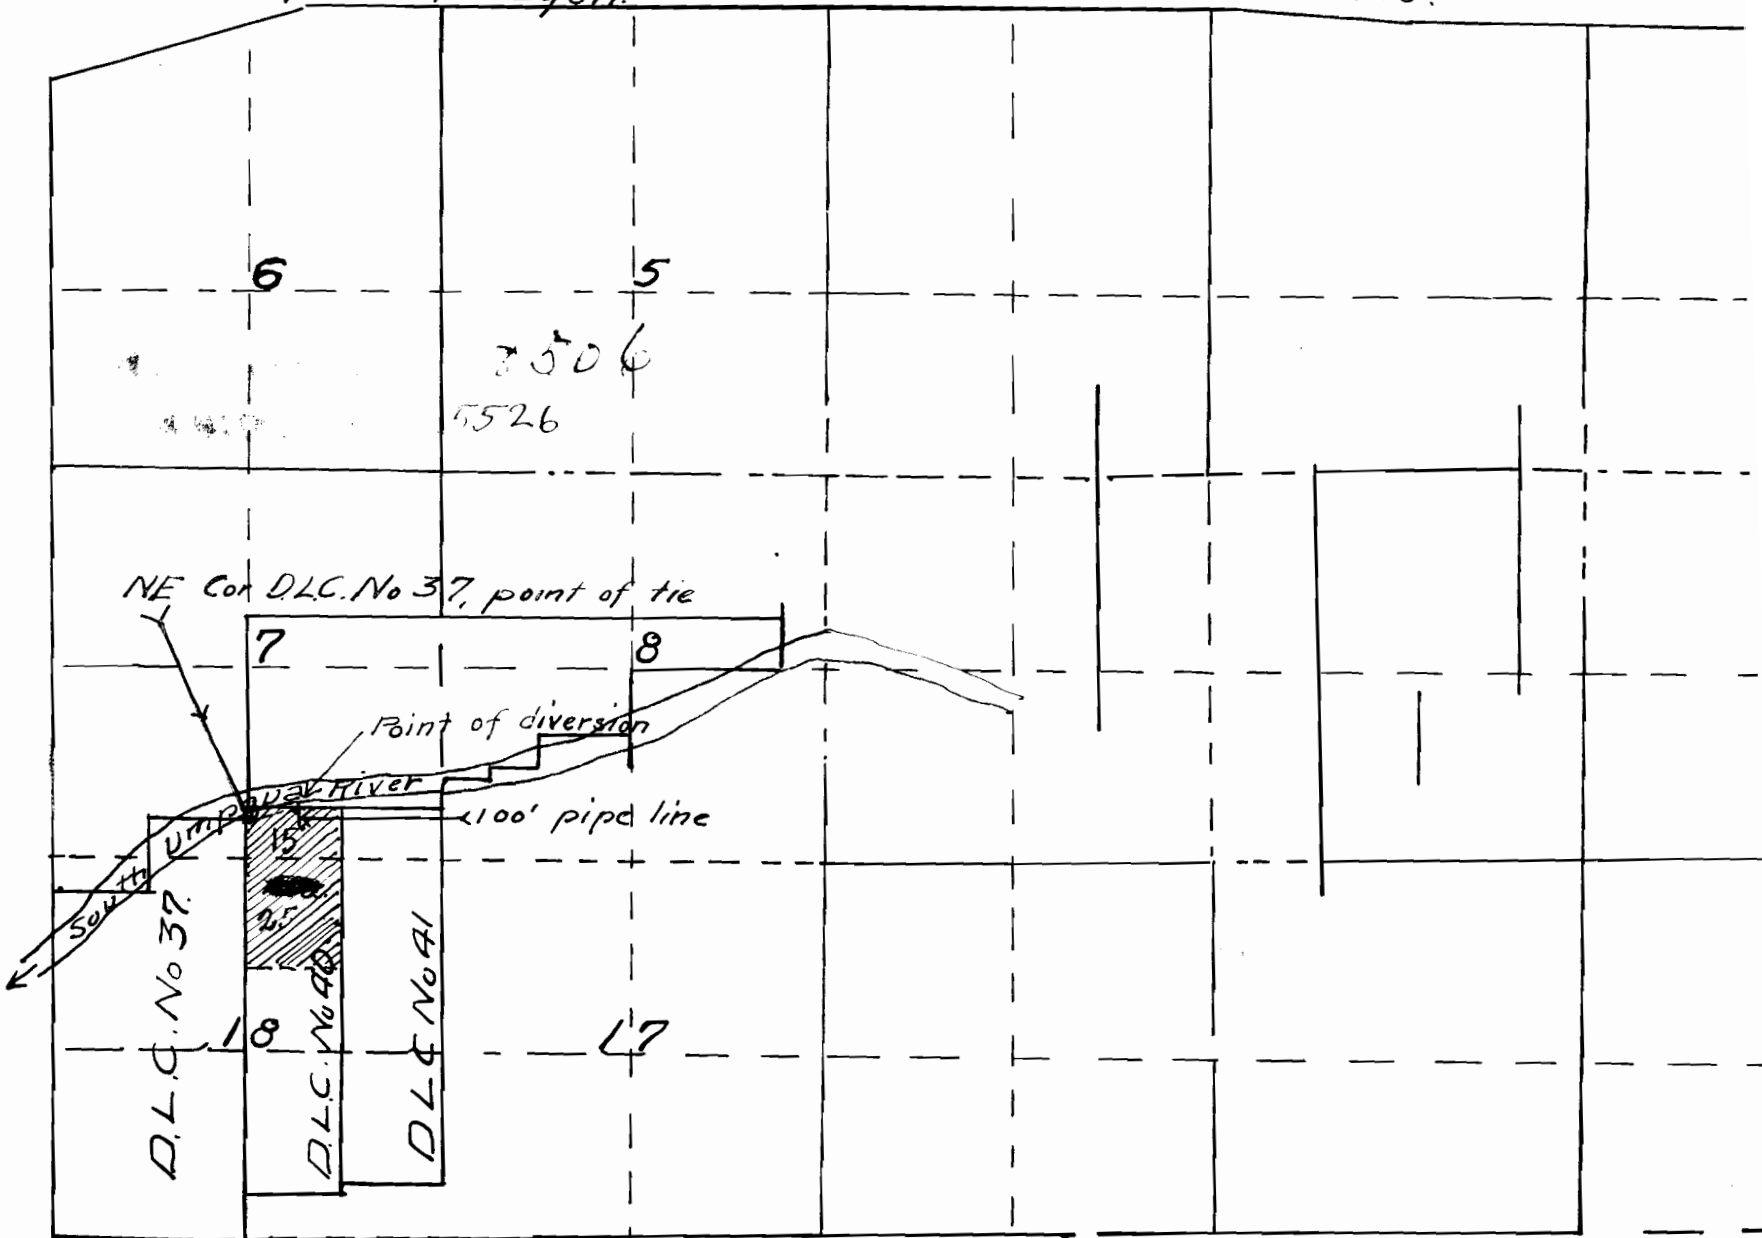 6
5
506
5526
NE Cor D.L.C. No 37, point of tie
7
8
Point of diversion
South Umpqua River
100' pipe line
15
25
D.L.C. No 37.
D.L.C. No 40
D L C No 41
18
17